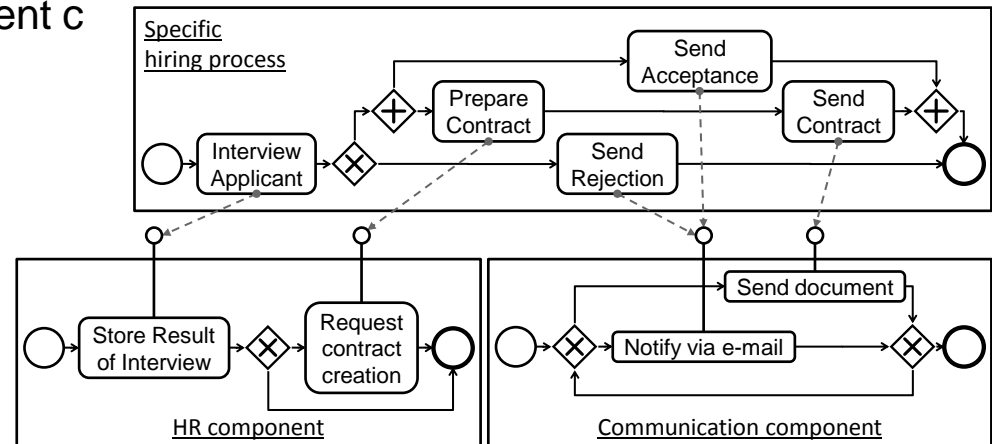 ent c
Specific
hiring process
Send
Acceptance
Prepare
Contract
Send
Contract
Interview
Applicant
Send
Rejection
Store Result
of Interview
Request
contract
creation
HR component
Send document
Notify via e-mail
Communication component